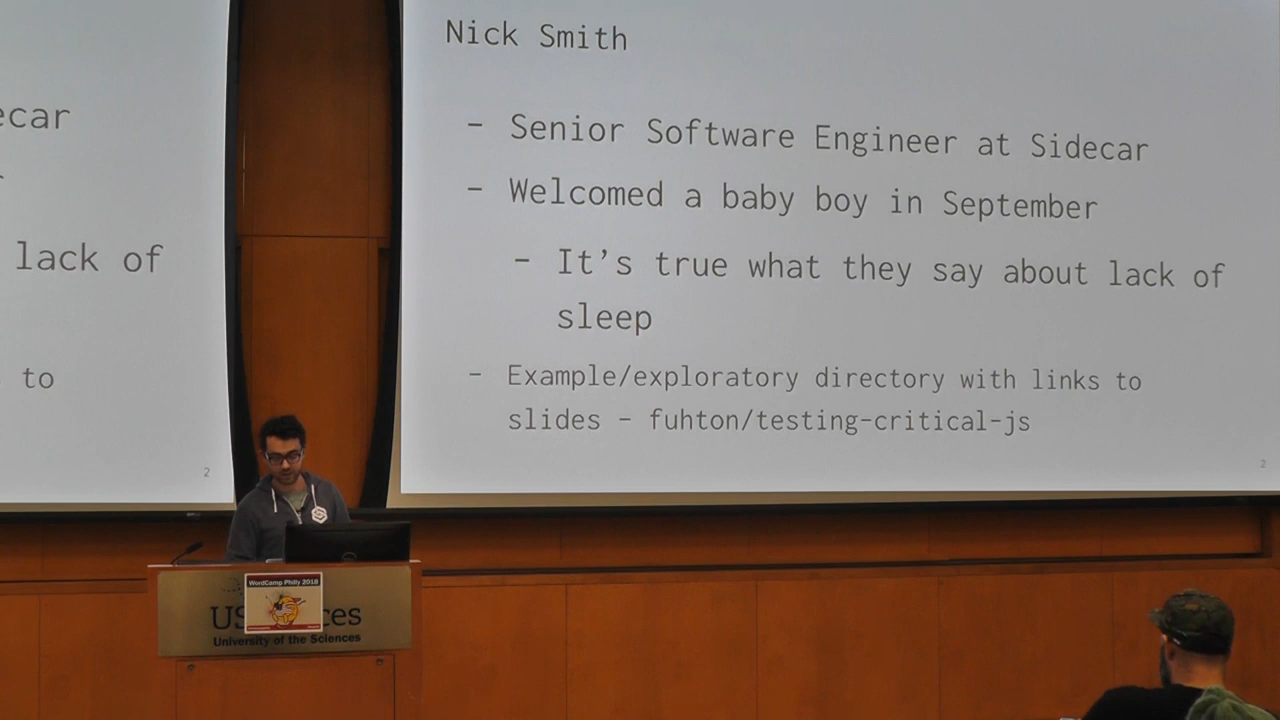 ecar
lack of
to
2
Nick Smith
- Senior Software Engineer at Sidecar
- Welcomed a baby boy in September
- It's true what they say about lack of
sleep
- Example/exploratory directory with links to
slides - fuhton/testing-critical-js
2
WordCamp Philly 2018
US ces
University of the Sciences